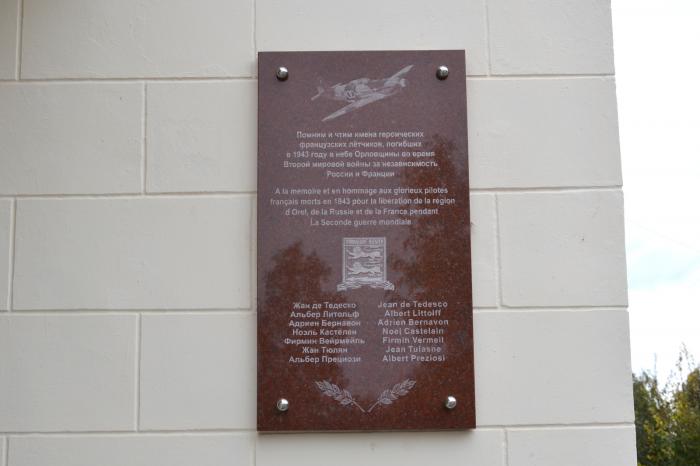 Помним и чтим имена героических
французских лётчиков, погибших
в 1943 году в небе Орловщины во время
Второй мировой войны за независимость
России и Франции
A la memoire et en hommage aux glorieux pilotes
français morts en 1943 pour la liberation de la région
d'Orel, de la Russie et de la France pendant
La Seconde guerre mondiale
Жан де Тедеско Jean de Tedesco
Альбер Литольф Albert Littolff
Адриен Бернавон Adrien Bernavon
Ноэль Кастелен Noel Castelain
Фирмин Вейрмейль Firmin Vermeil
Жан Тюлян Jean Tulasne
Альбер Прециози Albert Preziosi